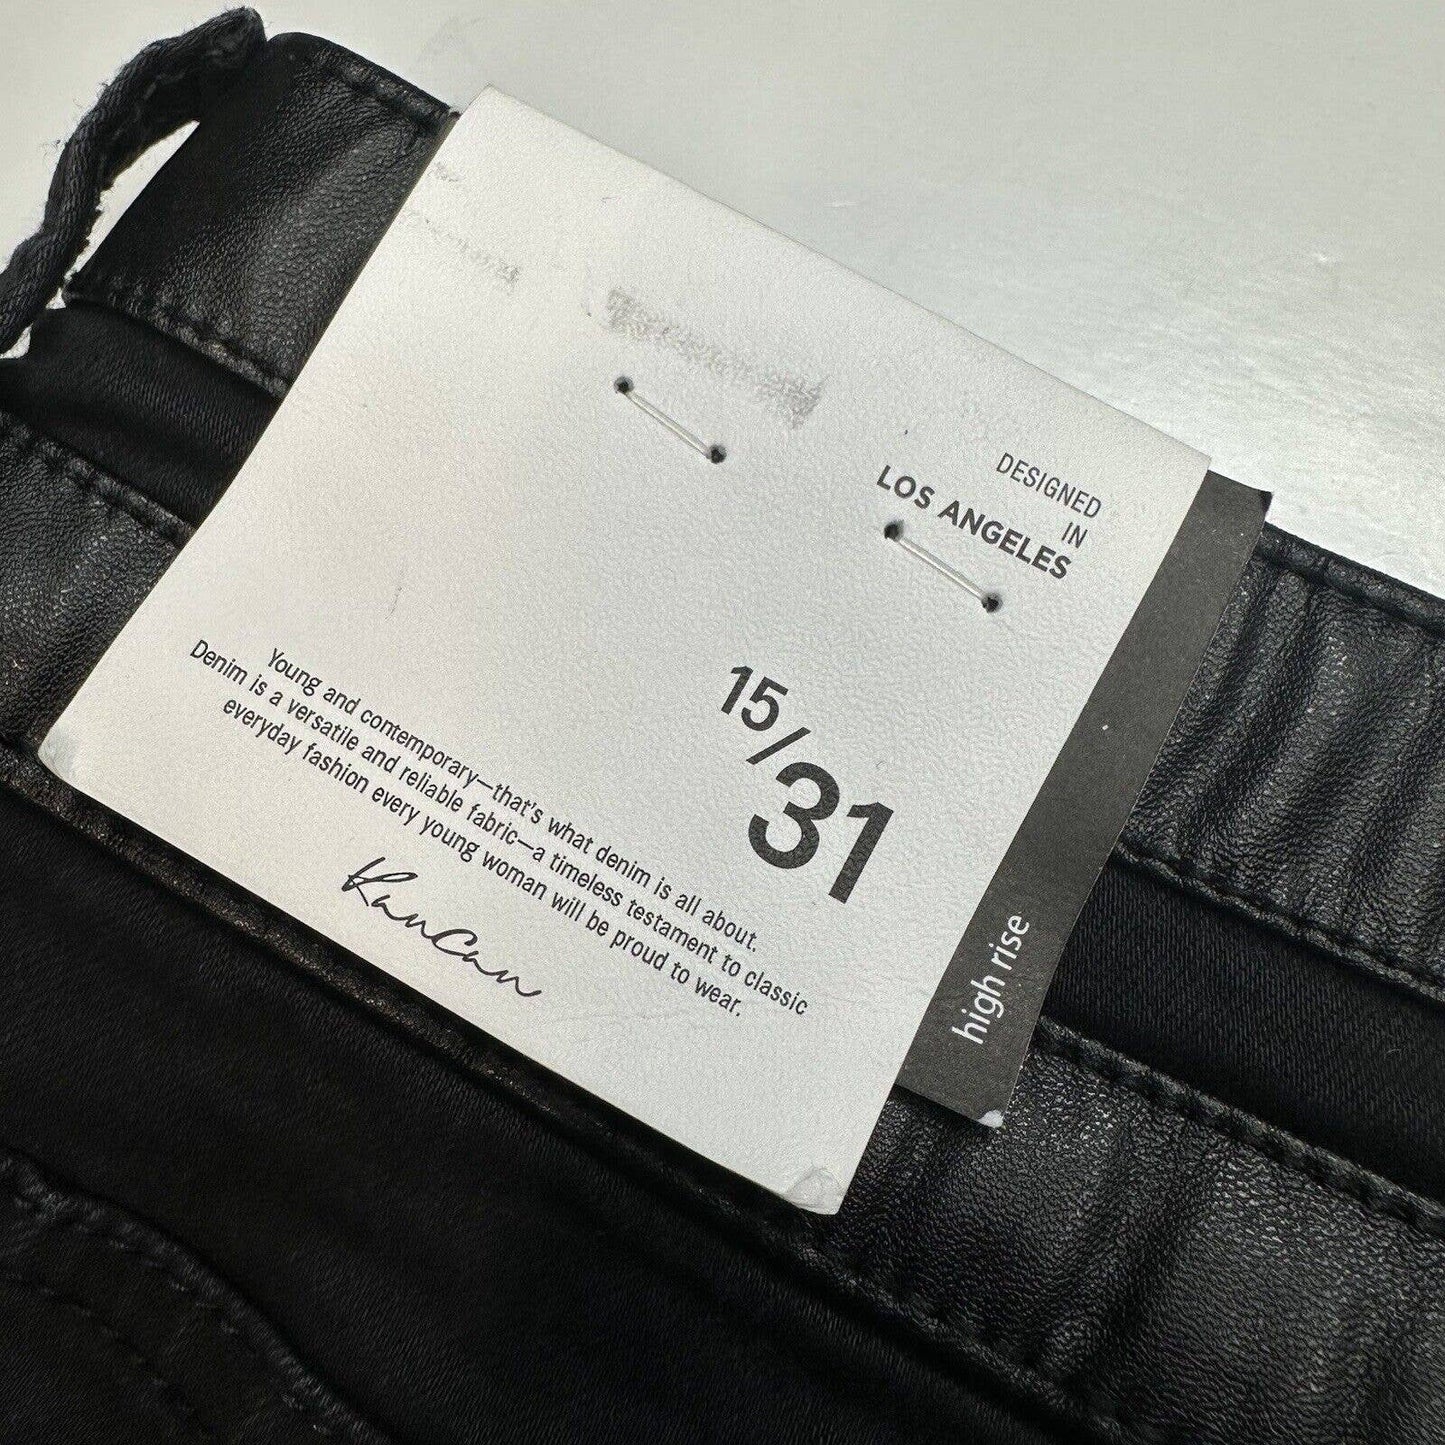 DESIGNED
IN
LOS ANGELES
15/31
Young and contemporary—that's what denim is all about.
Denim is a versatile and reliable fabric—a timeless testament to classic
everyday fashion every young woman will be proud to wear.
KanCan
high rise